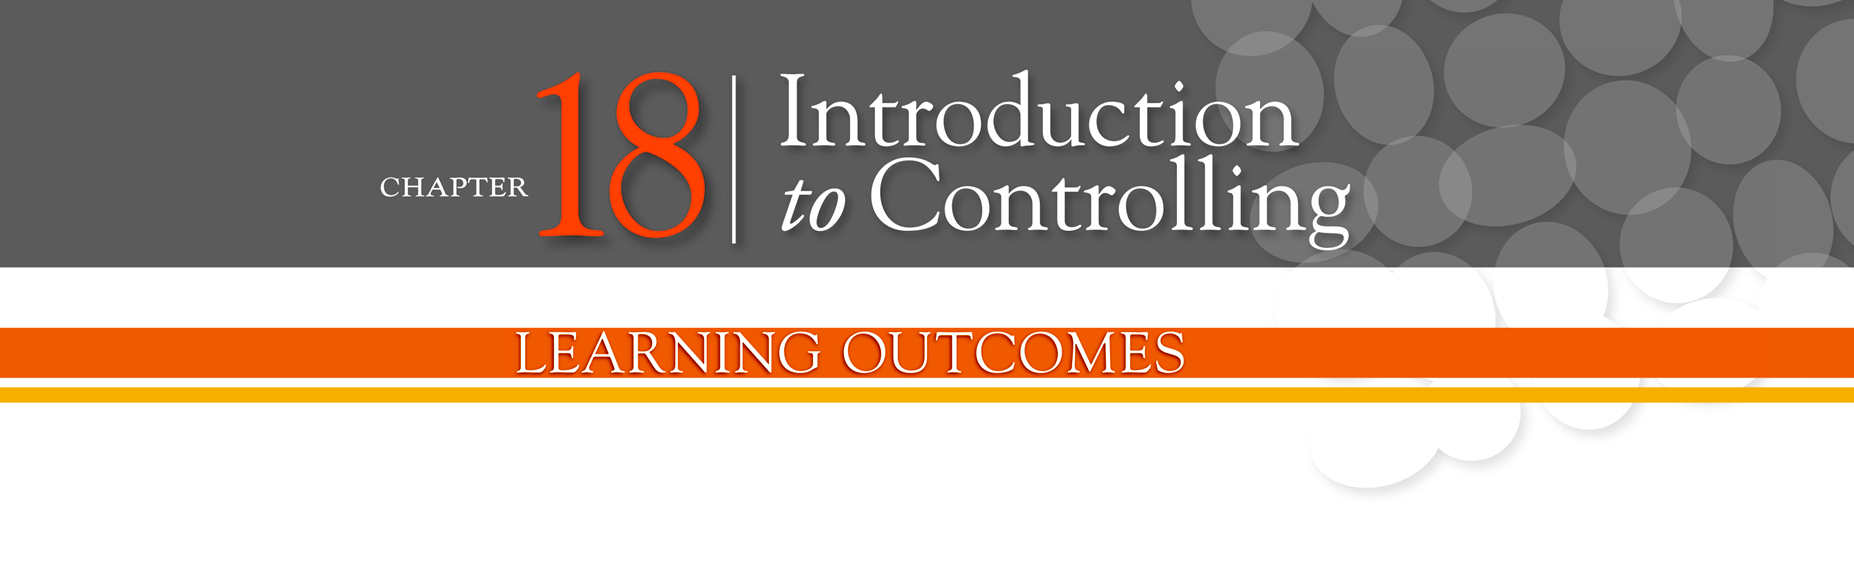 CHAPTER 18
Introduction
to Controlling
LEARNING OUTCOMES